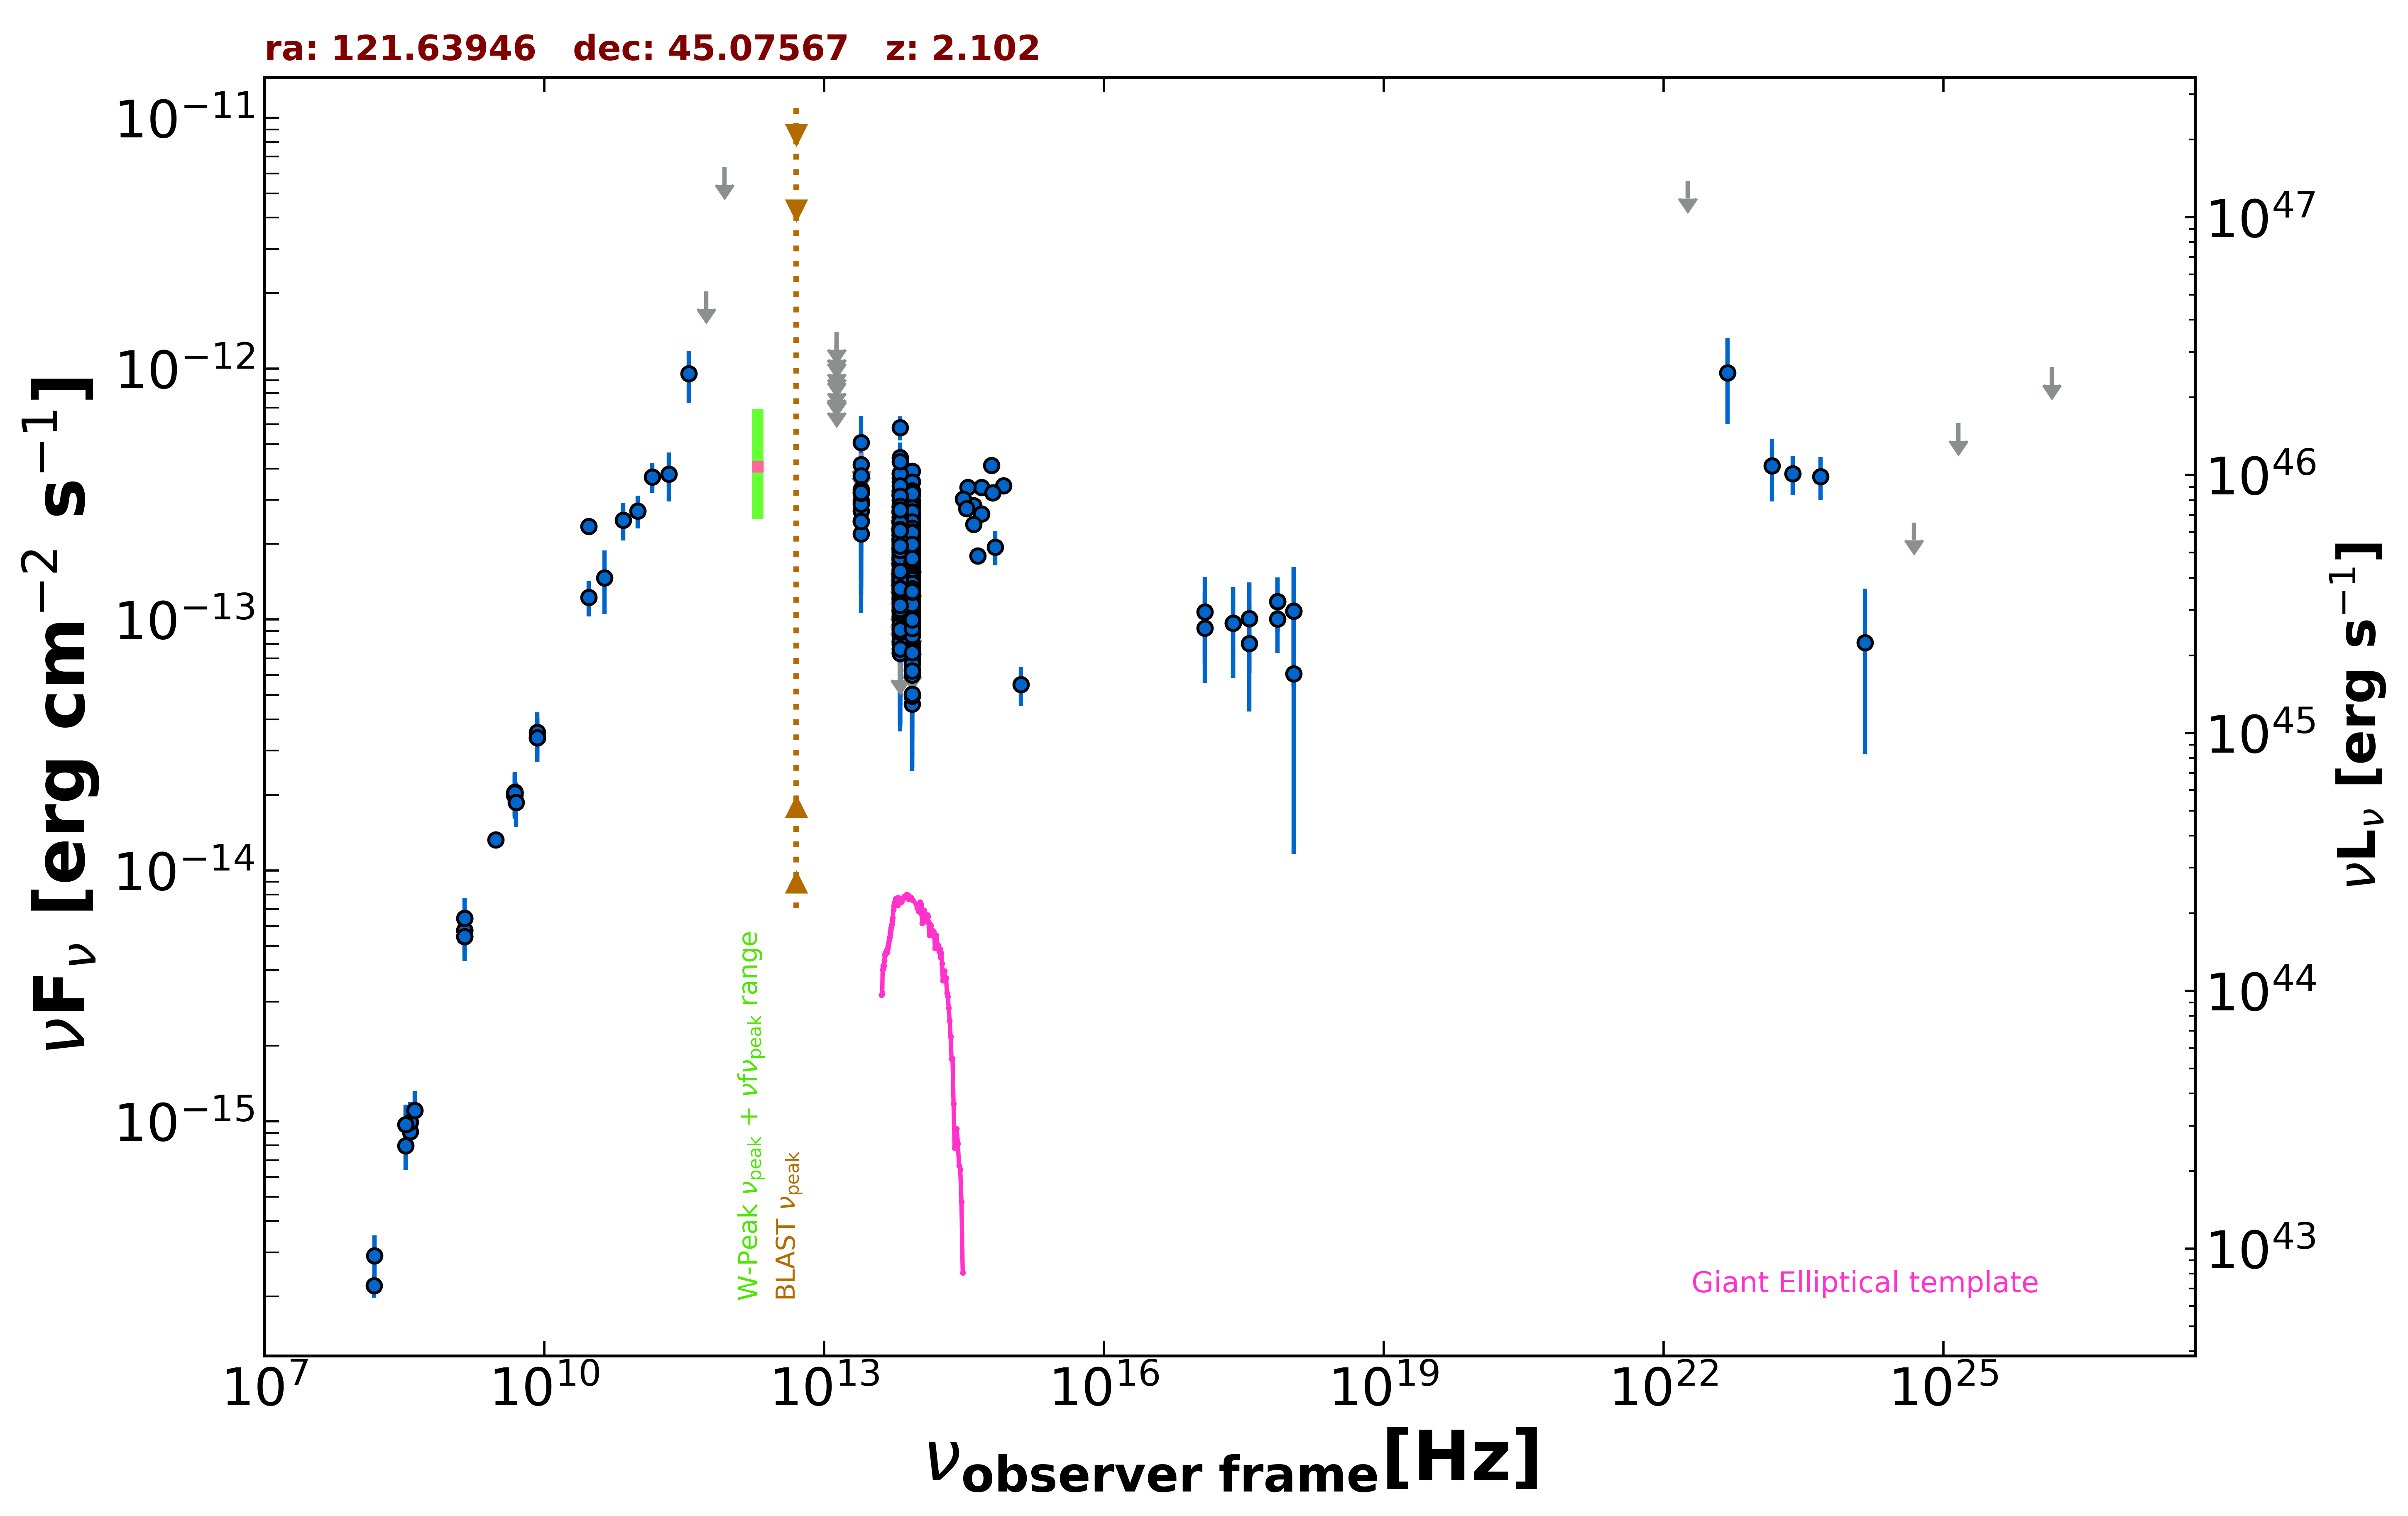 ra: 121.63946   dec: 45.07567   z: 2.102
νF_ν [erg cm⁻² s⁻¹]
10⁻¹¹
10⁻¹²
10⁻¹³
10⁻¹⁴
10⁻¹⁵
10⁴⁷
10⁴⁶
10⁴⁵
10⁴⁴
10⁴³
νL_ν [erg s⁻¹]
W-Peak ν_peak + νfν_peak range
BLAST ν_peak
Giant Elliptical template
10⁷ 10¹⁰ 10¹³ 10¹⁶ 10¹⁹ 10²² 10²⁵
ν_observer frame [Hz]